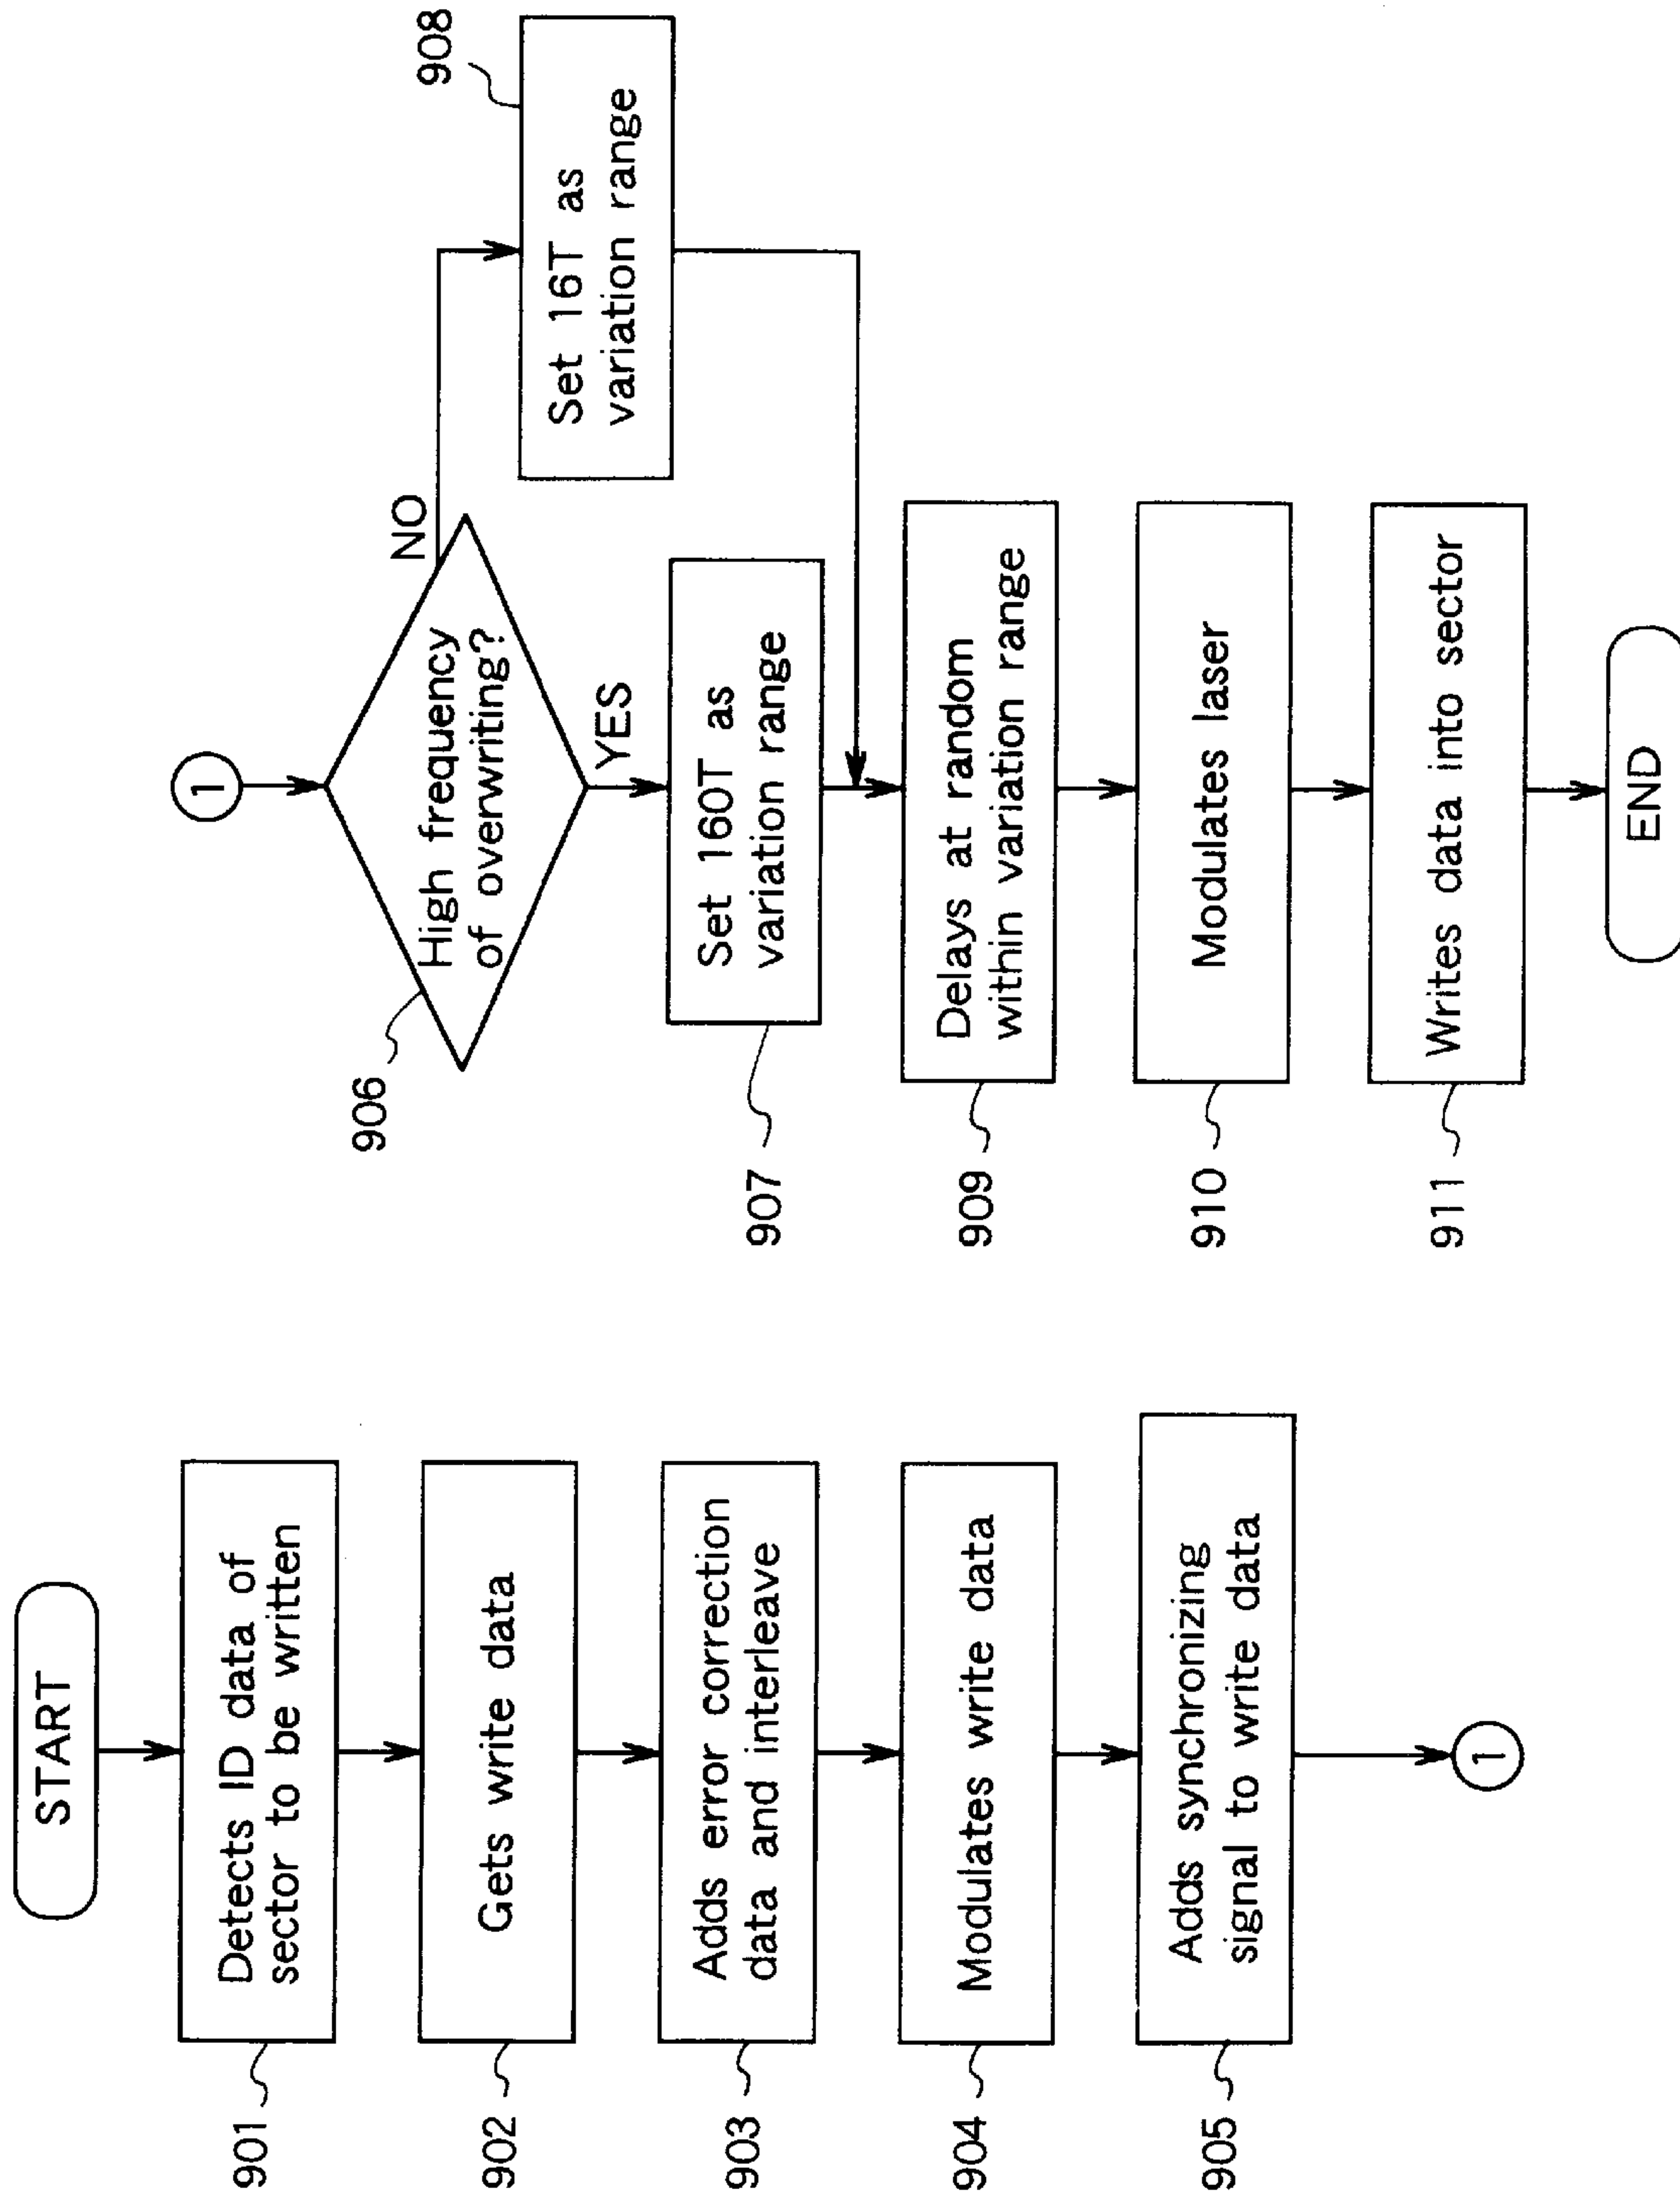 START
901
Detects ID data of
sector to be written
902
Gets write data
903
Adds error correction
data and interleave
904
Modulates write data
905
Adds synchronizing
signal to write data
1
1
906
High frequency
of overwriting?
NO
YES
908
Set 16T as
variation range
907
Set 160T as
variation range
909
Delays at random
within variation range
910
Modulates laser
911
Writes data into sector
END